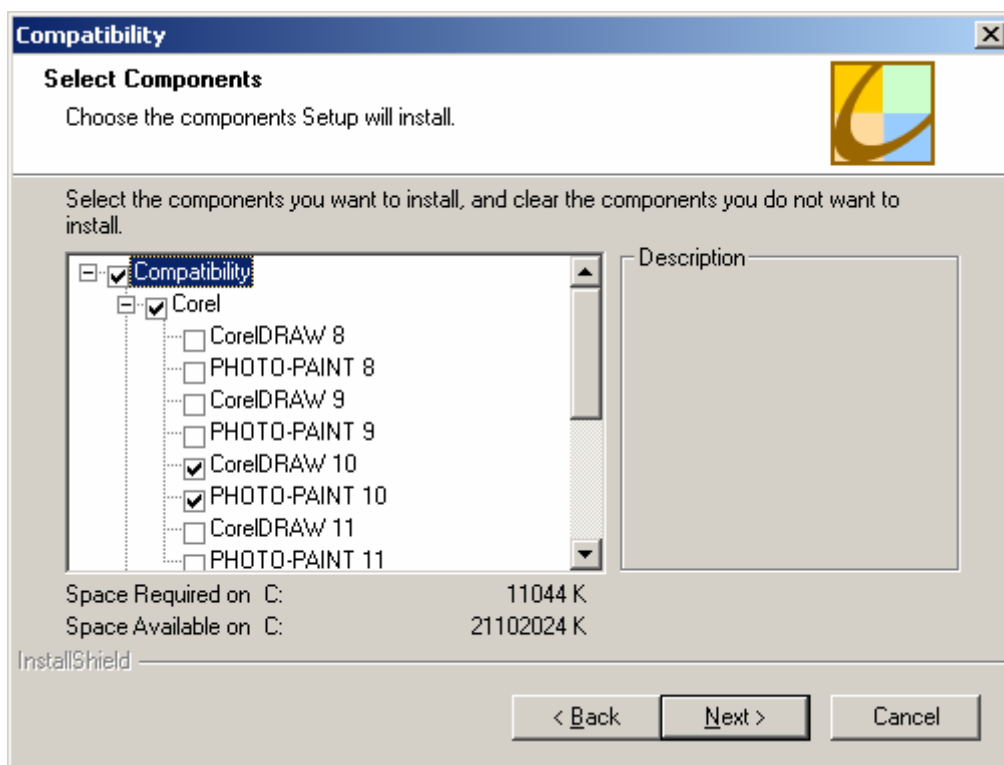 Compatibility
Select Components
Choose the components Setup will install.
Select the components you want to install, and clear the components you do not want to
install.
Compatibility
Corel
CorelDRAW 8
PHOTO-PAINT 8
CorelDRAW 9
PHOTO-PAINT 9
CorelDRAW 10
PHOTO-PAINT 10
CorelDRAW 11
PHOTO-PAINT 11
Description
Space Required on C: 11044 K
Space Available on C: 21102024 K
InstallShield
< Back
Next >
Cancel